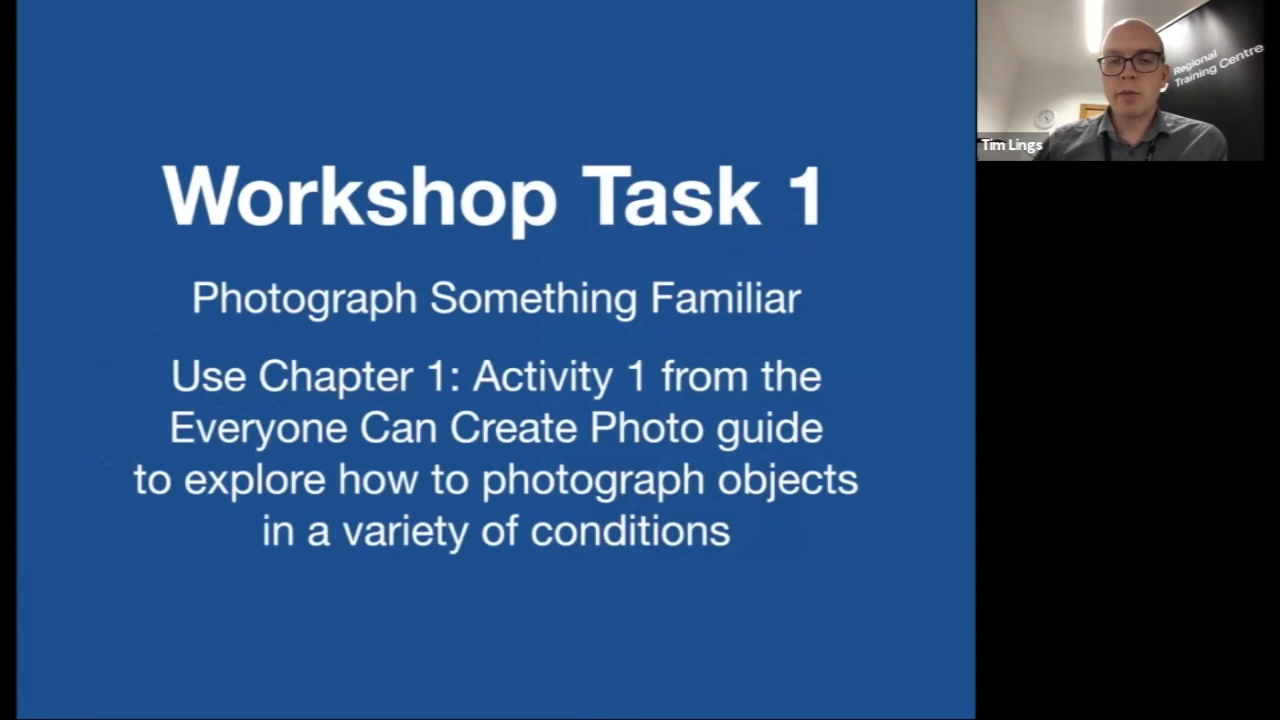 Workshop Task 1
Photograph Something Familiar
Use Chapter 1: Activity 1 from the
Everyone Can Create Photo guide
to explore how to photograph objects
in a variety of conditions
Regional
Training Centre
Tim Lings